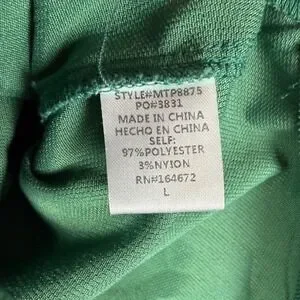 STYLE#MTP8875
PO#3831
MADE IN CHINA
HECHO EN CHINA
SELF:
97%POLYESTER
3%NYlON
RN#164672
L